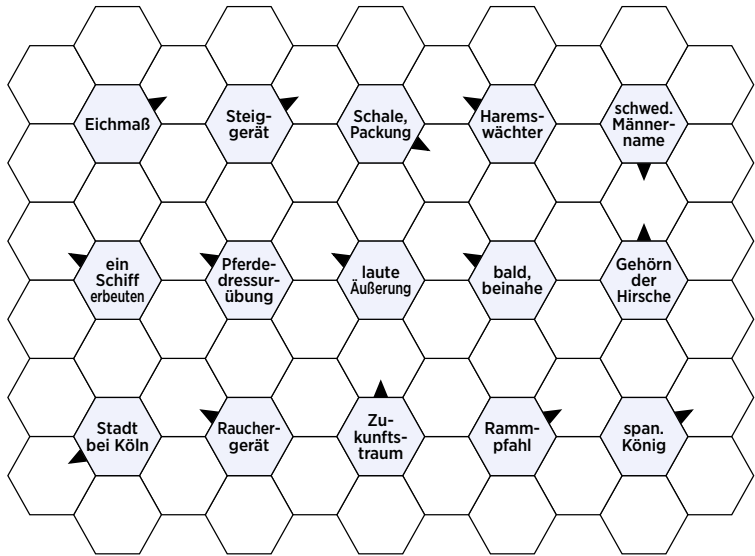 Eichmaß
Steig-
gerät
Schale,
Packung
Harems-
wächter
schwed.
Männer-
name
ein
Schiff
erbeuten
Pferde-
dressur-
übung
laute
Äußerung
bald,
beinahe
Gehörn
der
Hirsche
Stadt
bei Köln
Raucher-
gerät
Zu-
kunfts-
traum
Ramm-
pfahl
span.
König